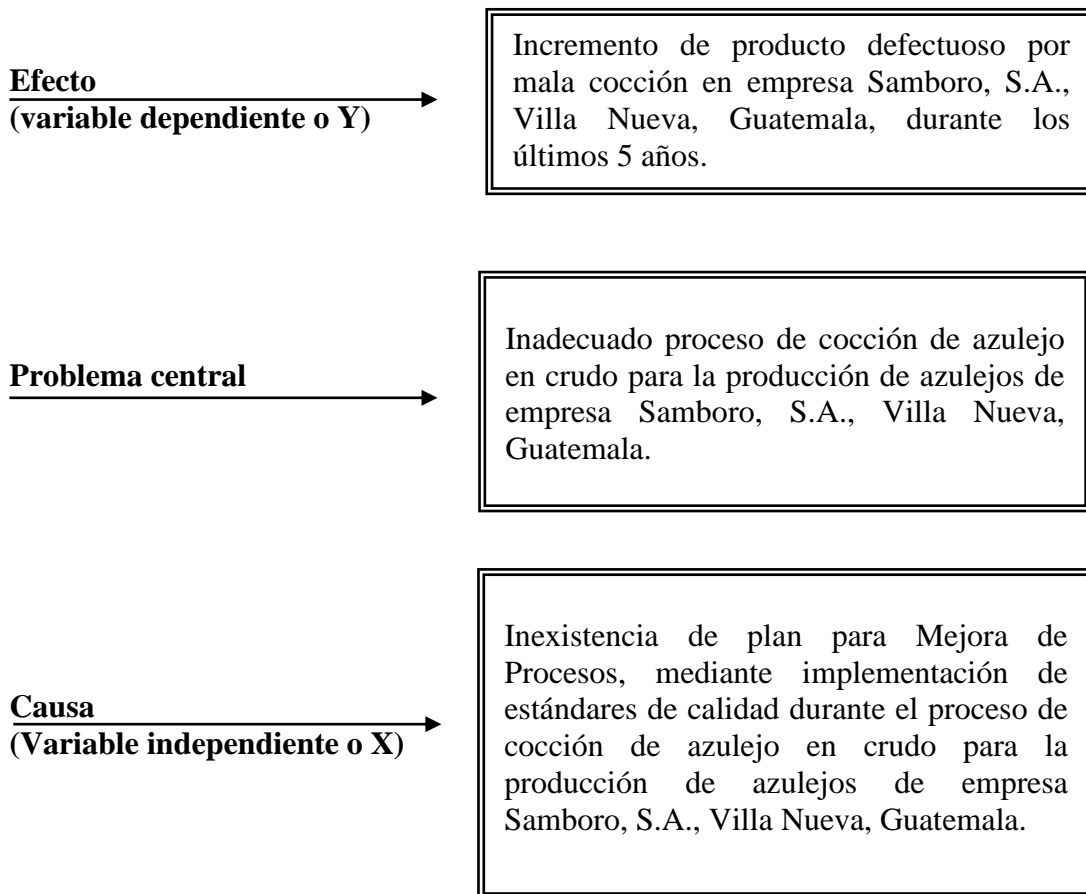 Efecto
(variable dependiente o Y)
Incremento de producto defectuoso por
mala cocción en empresa Samboro, S.A.,
Villa Nueva, Guatemala, durante los
últimos 5 años.
Problema central
Inadecuado proceso de cocción de azulejo
en crudo para la producción de azulejos de
empresa Samboro, S.A., Villa Nueva,
Guatemala.
Causa
(Variable independiente o X)
Inexistencia de plan para Mejora de
Procesos, mediante implementación de
estándares de calidad durante el proceso de
cocción de azulejo en crudo para la
producción de azulejos de empresa
Samboro, S.A., Villa Nueva, Guatemala.